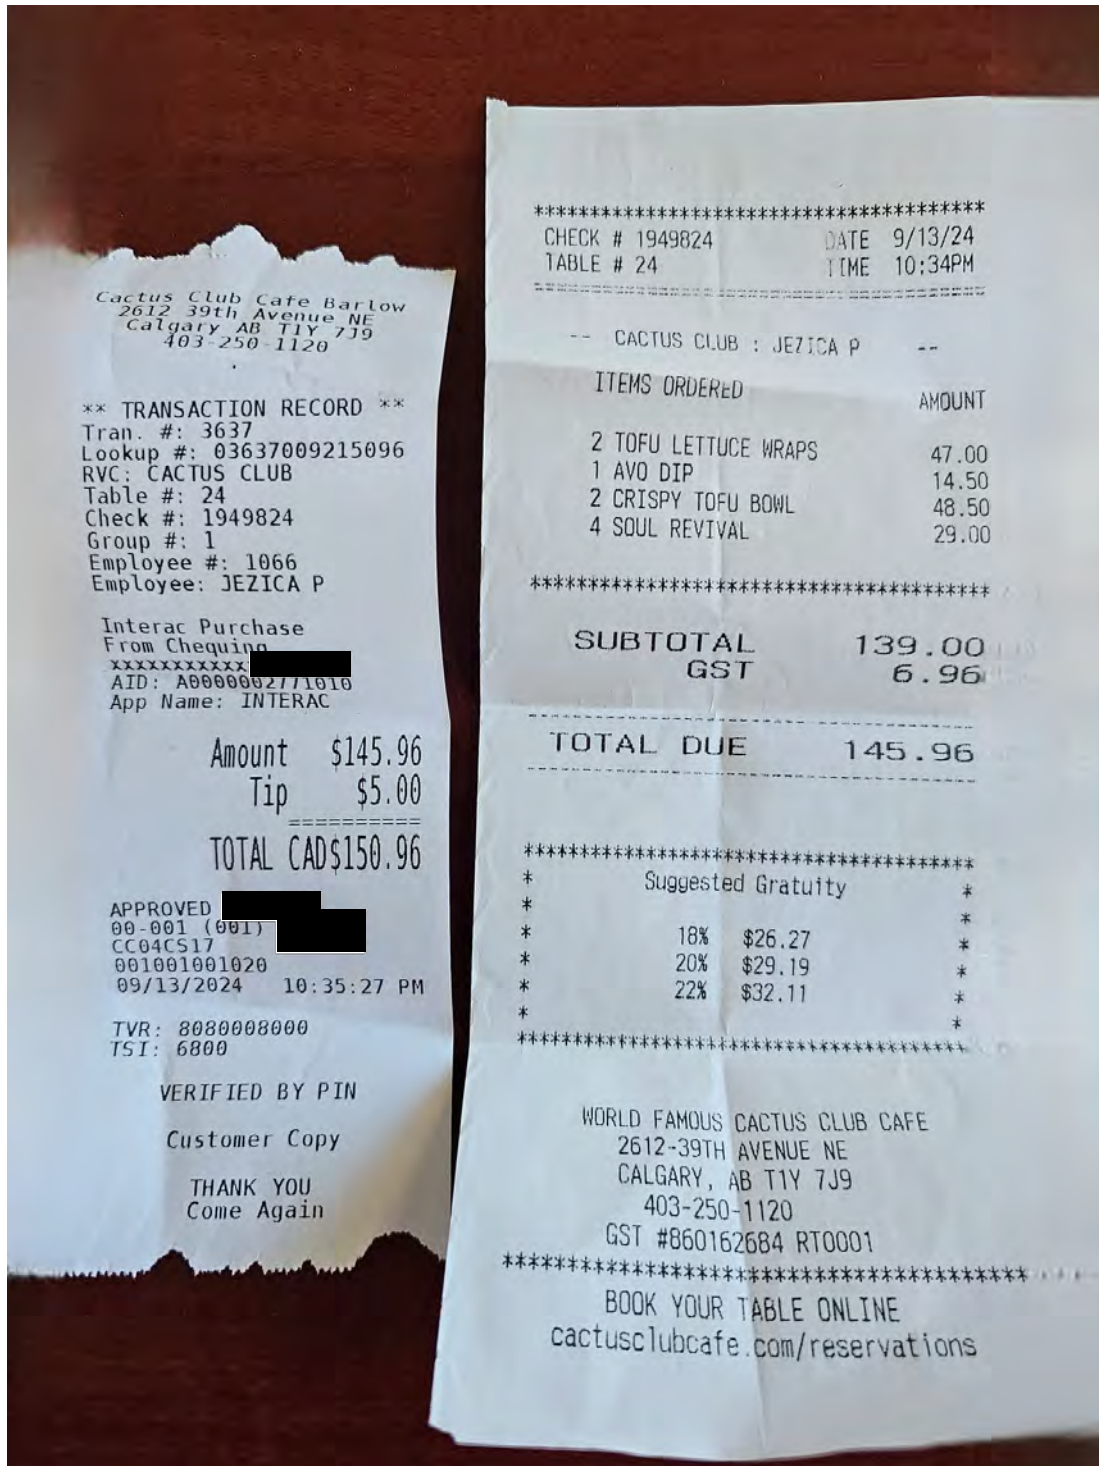 Cactus Club Cafe Barlow
2612 39th Avenue NE
Calgary AB T1Y 7J9
403-250-1120
** TRANSACTION RECORD **
Tran. #: 3637
Lookup #: 03637009215096
RVC: CACTUS CLUB
Table #: 24
Check #: 1949824
Group #: 1
Employee #: 1066
Employee: JEZICA P
Interac Purchase
From Chequing
xxxxxxxxxxxx
AID: A0000002771010
App Name: INTERAC
Amount $145.96
Tip $5.00
==========
TOTAL CAD$150.96
APPROVED
00-001 (001)
CC04CS17
001001001020
09/13/2024 10:35:27 PM
TVR: 8080008000
TSI: 6800
VERIFIED BY PIN
Customer Copy
THANK YOU
Come Again
****************************************
CHECK # 1949824 DATE 9/13/24
TABLE # 24 TIME 10:34PM
========================================
-- CACTUS CLUB : JEZICA P --
ITEMS ORDERED AMOUNT
2 TOFU LETTUCE WRAPS 47.00
1 AVO DIP 14.50
2 CRISPY TOFU BOWL 48.50
4 SOUL REVIVAL 29.00
****************************************
SUBTOTAL 139.00
GST 6.96
----------------------------------------
TOTAL DUE 145.96
----------------------------------------
****************************************
* Suggested Gratuity *
* *
* 18% $26.27 *
* 20% $29.19 *
* 22% $32.11 *
* *
****************************************
WORLD FAMOUS CACTUS CLUB CAFE
2612-39TH AVENUE NE
CALGARY, AB T1Y 7J9
403-250-1120
GST #860162684 RT0001
****************************************
BOOK YOUR TABLE ONLINE
cactusclubcafe.com/reservations